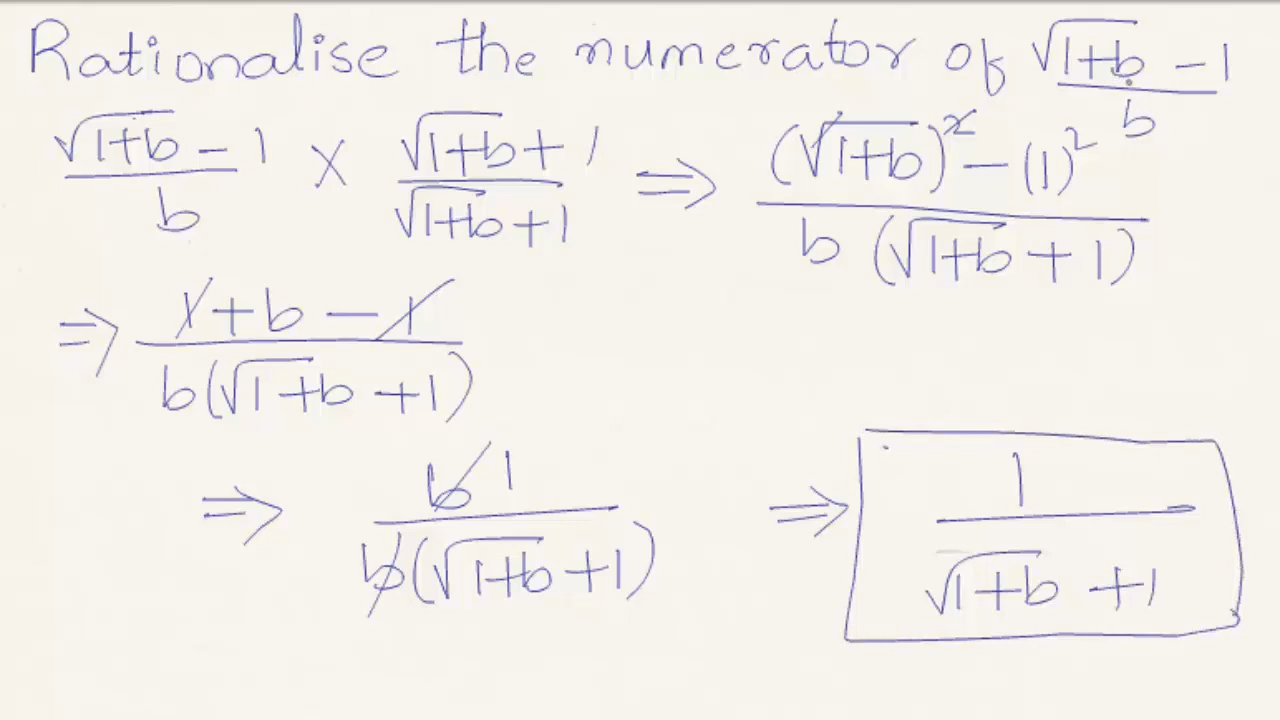 Rationalise the numerator of (√(1+b) - 1)/b
(√(1+b) - 1)/b × (√(1+b) + 1)/(√(1+b) + 1) ⇒ ((√(1+b))² - (1)²)/(b(√(1+b) + 1))
⇒ (1+b-1)/(b(√(1+b) + 1))
⇒ b 1/(b(√(1+b) + 1)) ⇒ 1/(√(1+b) + 1)